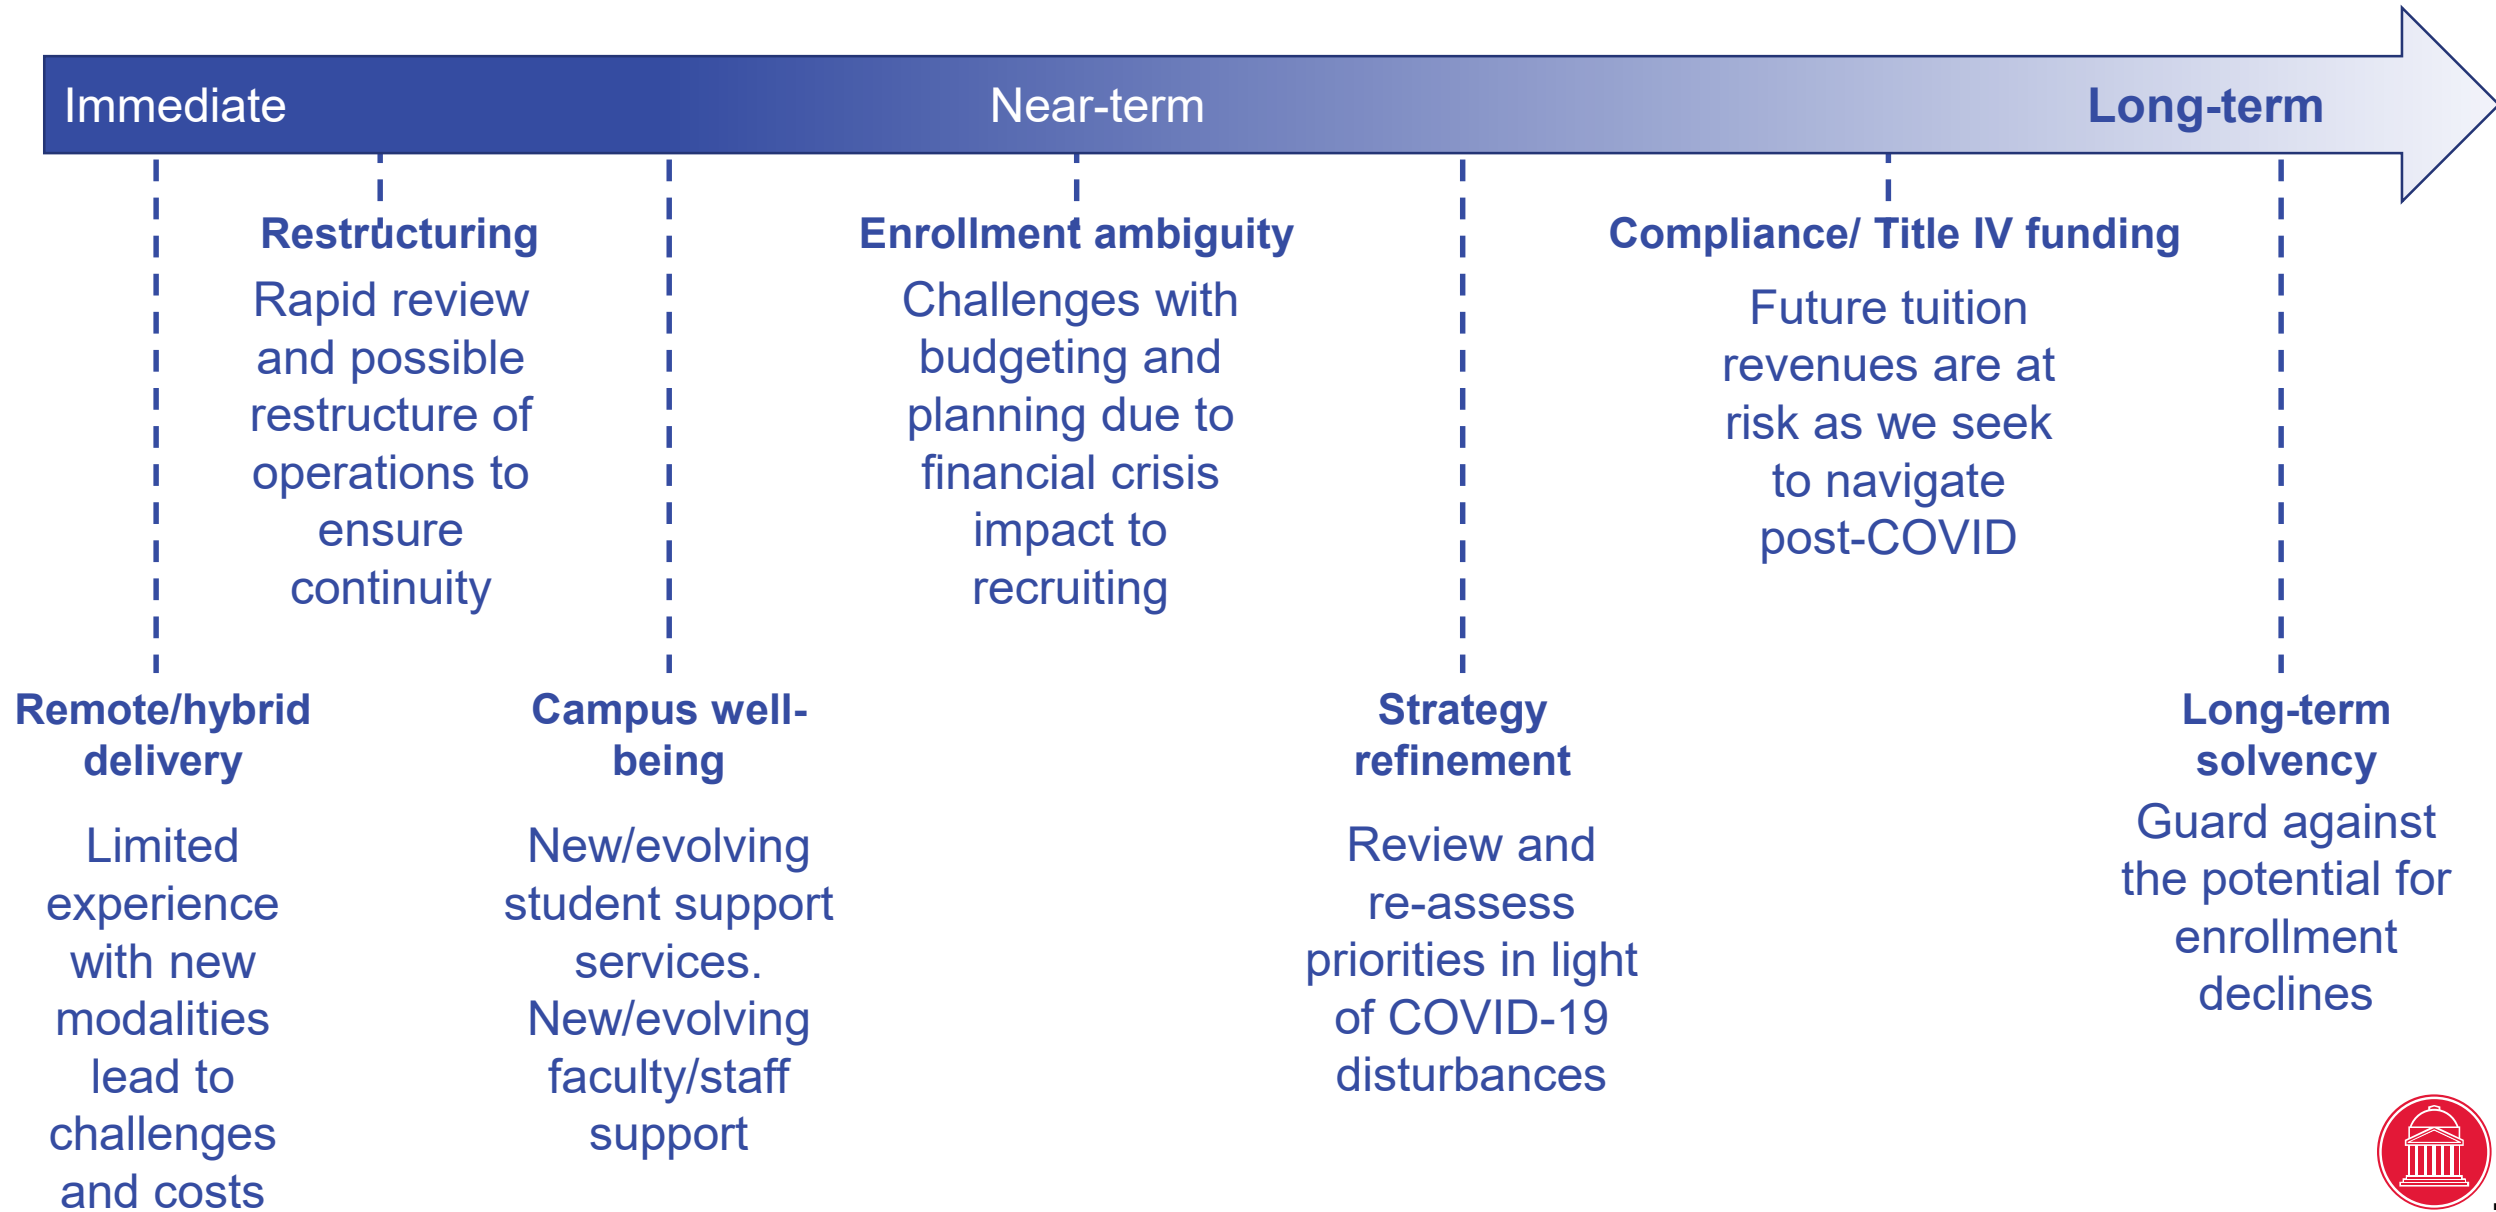 Immediate
Near-term
Long-term
Restructuring
Rapid review
and possible
restructure of
operations to
ensure
continuity
Enrollment ambiguity
Challenges with
budgeting and
planning due to
financial crisis
impact to
recruiting
Compliance/ Title IV funding
Future tuition
revenues are at
risk as we seek
to navigate
post-COVID
Remote/hybrid
delivery
Limited
experience
with new
modalities
lead to
challenges
and costs
Campus well-
being
New/evolving
student support
services.
New/evolving
faculty/staff
support
Strategy
refinement
Review and
re-assess
priorities in light
of COVID-19
disturbances
Long-term
solvency
Guard against
the potential for
enrollment
declines